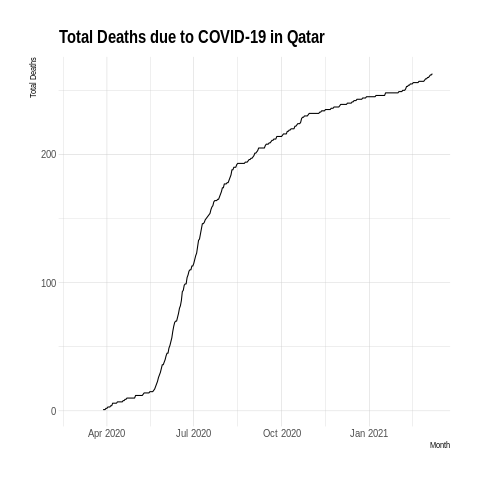 Total Deaths due to COVID-19 in Qatar
Total Deaths
200
100
0
Apr 2020 Jul 2020 Oct 2020 Jan 2021
Month